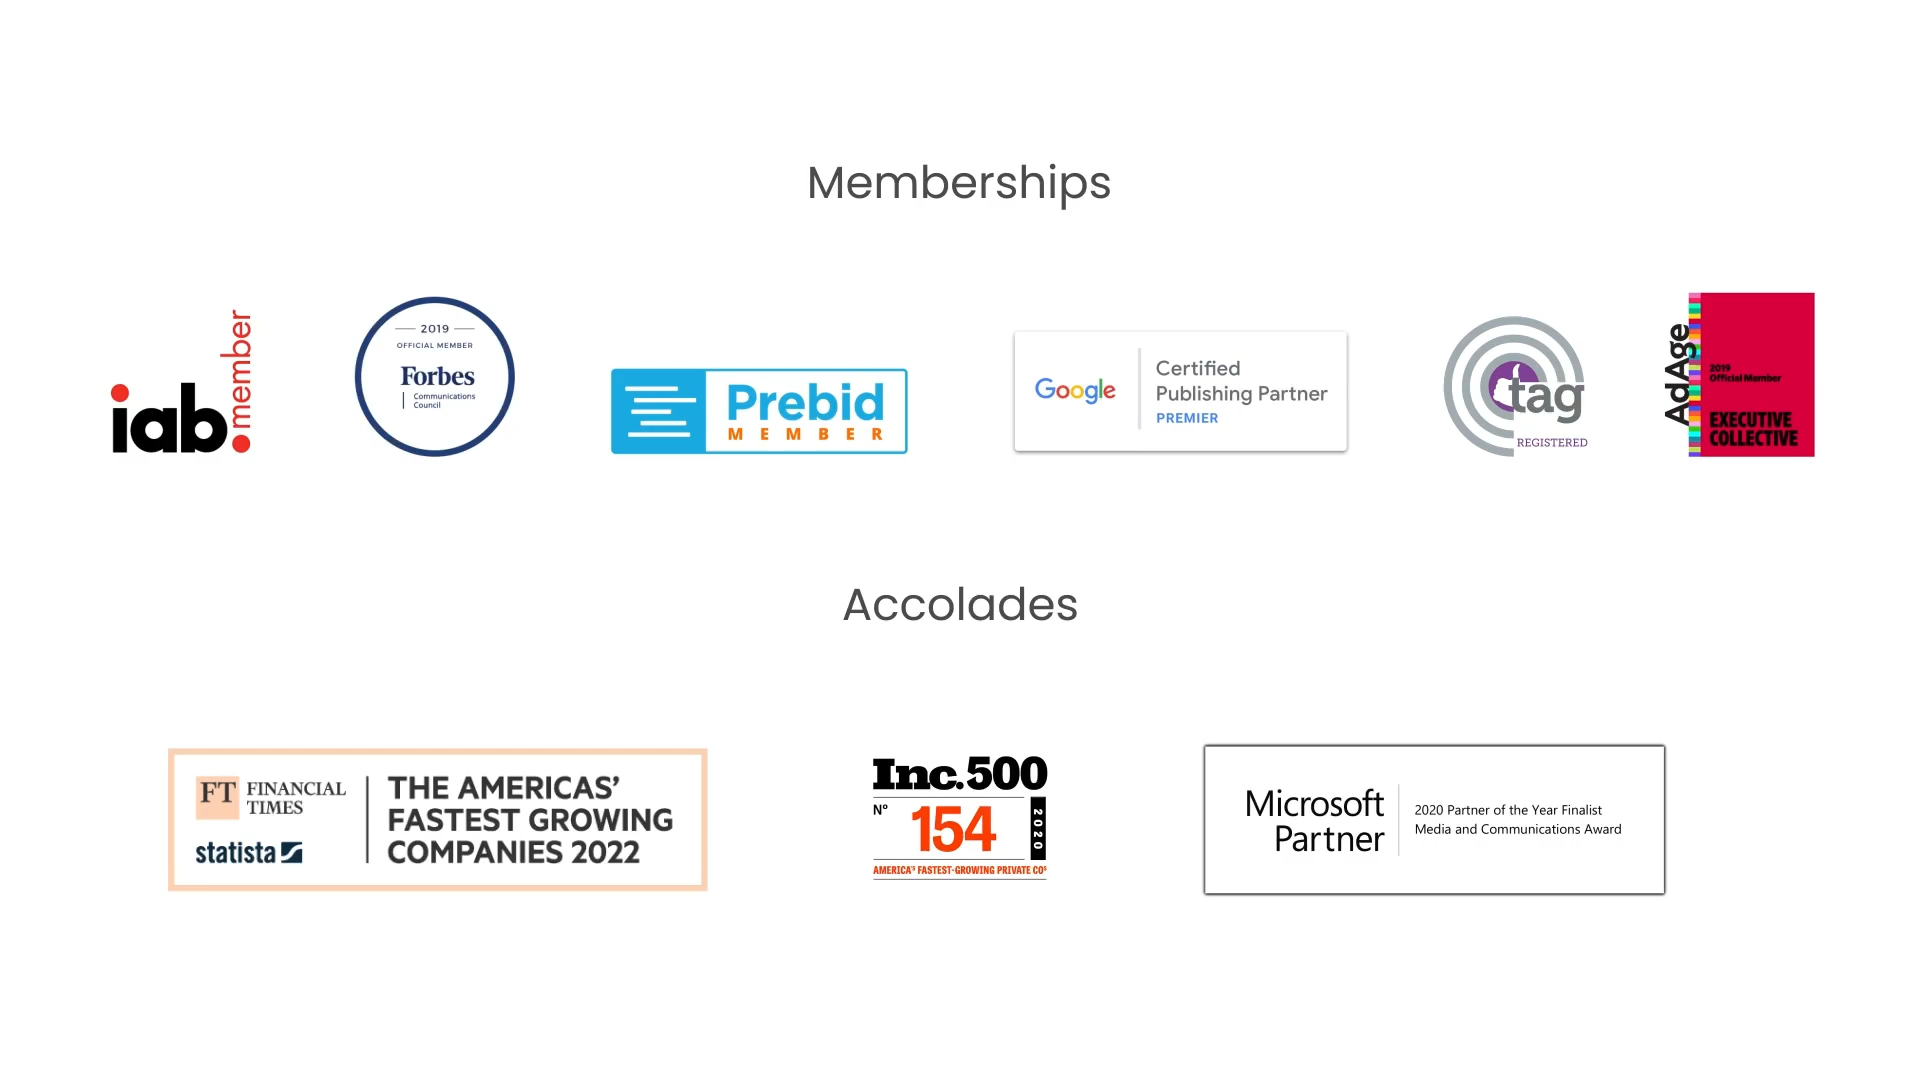 Memberships
iab.member
2019
OFFICIAL MEMBER
Forbes
Communications
Council
Prebid
MEMBER
Google
Certified
Publishing Partner
PREMIER
tag
REGISTERED
AdAge
2019
Official Member
EXECUTIVE
COLLECTIVE
Accolades
FT FINANCIAL
TIMES
statista
THE AMERICAS'
FASTEST GROWING
COMPANIES 2022
Inc.500
Nº 154
2020
AMERICA'S FASTEST-GROWING PRIVATE COS
Microsoft
Partner
2020 Partner of the Year Finalist
Media and Communications Award